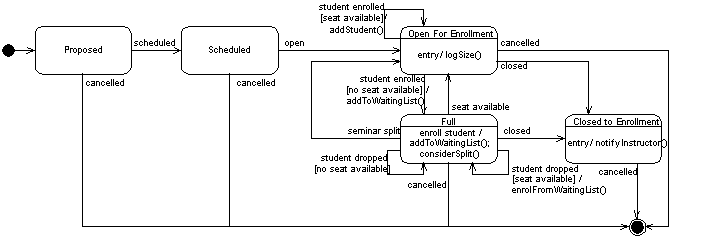 student enrolled
[seat available] /
addStudent()
Open For Enrollment
entry/ logSize()
Proposed
scheduled
Scheduled
open
cancelled
closed
cancelled
cancelled
student enrolled
[no seat available] /
addToWaitingList()
seat available
seminar split
Full
enroll student /
addToWaitingList();
considerSplit()
closed
Closed to Enrollment
entry/ notifyInstructor()
student dropped
[no seat available]
cancelled
student dropped
[seat available] /
enrolFromWaitingList()
cancelled